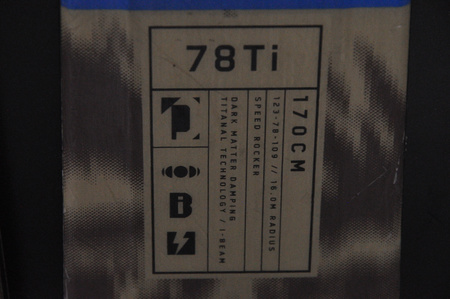 78Ti
170CM
123-78-109 // 16.0M RADIUS
SPEED ROCKER
DARK MATTER DAMPING
TITANAL TECHNOLOGY / I-BEAM
P
i